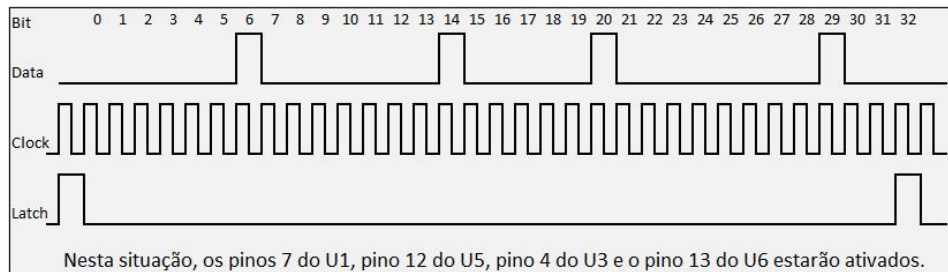 Bit 0 1 2 3 4 5 6 7 8 9 10 11 12 13 14 15 16 17 18 19 20 21 22 23 24 25 26 27 28 29 30 31 32
Data
Clock
Latch
Nesta situação, os pinos 7 do U1, pino 12 do U5, pino 4 do U3 e o pino 13 do U6 estarão ativados.